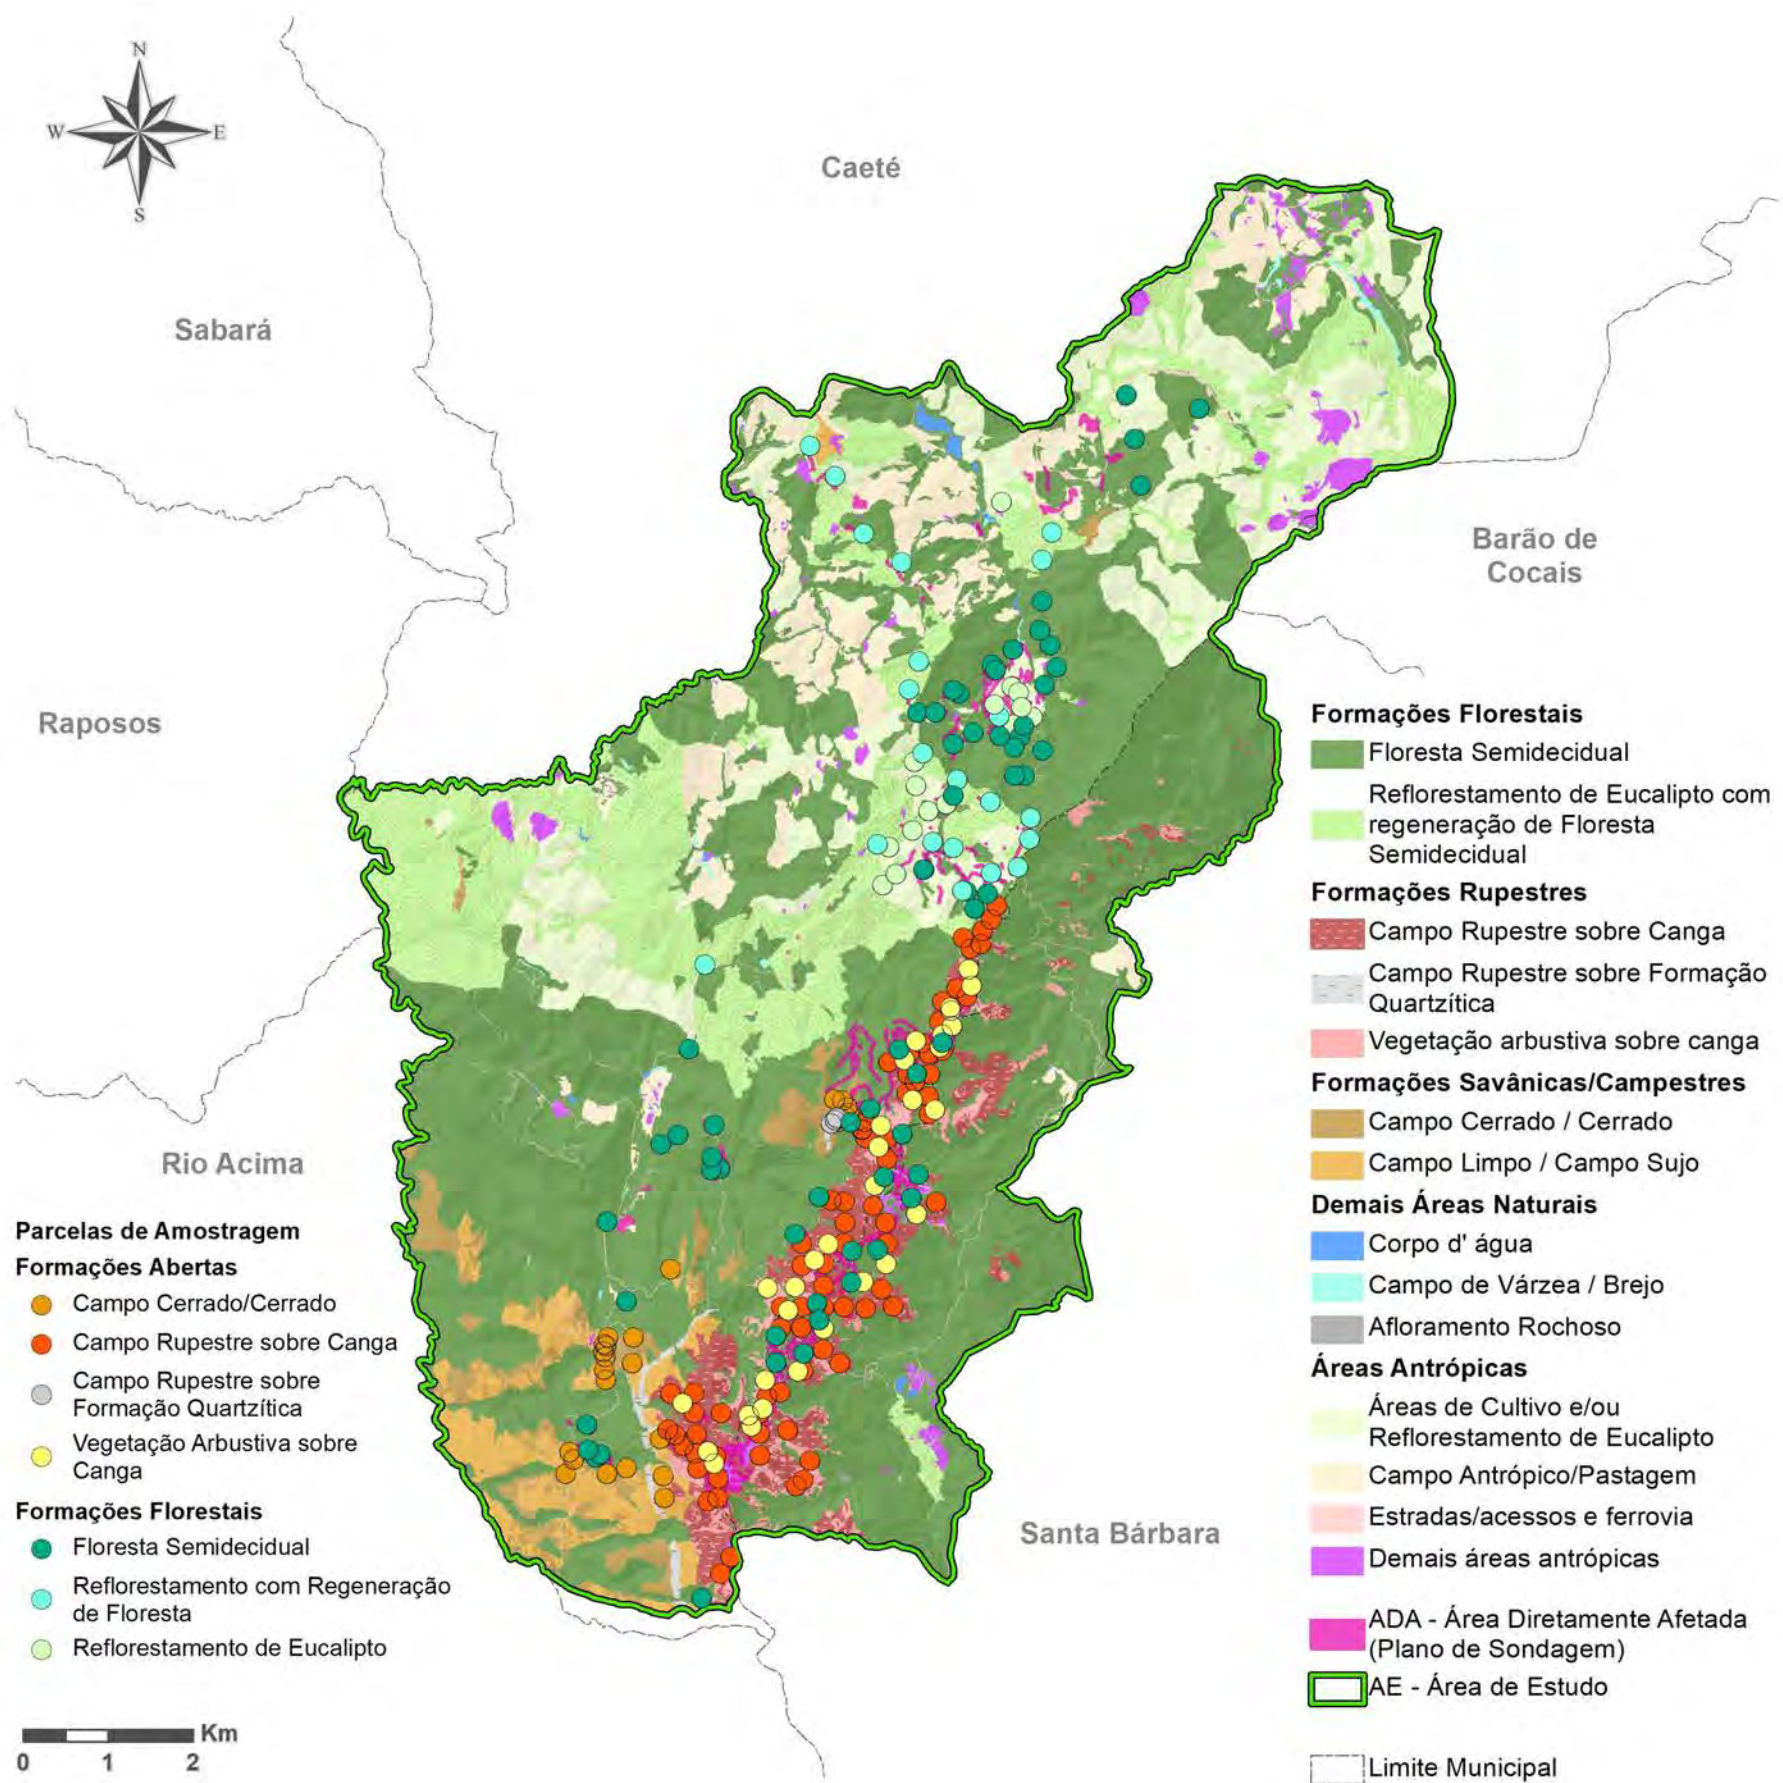 N
W
E
S
Caeté
Sabará
Barão de
Cocais
Raposos
Rio Acima
Santa Bárbara
Parcelas de Amostragem
Formações Abertas
Campo Cerrado/Cerrado
Campo Rupestre sobre Canga
Campo Rupestre sobre
Formação Quartzítica
Vegetação Arbustiva sobre
Canga
Formações Florestais
Floresta Semidecidual
Reflorestamento com Regeneração
de Floresta
Reflorestamento de Eucalipto
Km
0 1 2
Formações Florestais
Floresta Semidecidual
Reflorestamento de Eucalipto com
regeneração de Floresta
Semidecidual
Formações Rupestres
Campo Rupestre sobre Canga
Campo Rupestre sobre Formação
Quartzítica
Vegetação arbustiva sobre canga
Formações Savânicas/Campestres
Campo Cerrado / Cerrado
Campo Limpo / Campo Sujo
Demais Áreas Naturais
Corpo d' água
Campo de Várzea / Brejo
Afloramento Rochoso
Áreas Antrópicas
Áreas de Cultivo e/ou
Reflorestamento de Eucalipto
Campo Antrópico/Pastagem
Estradas/acessos e ferrovia
Demais áreas antrópicas
ADA - Área Diretamente Afetada
(Plano de Sondagem)
AE - Área de Estudo
Limite Municipal